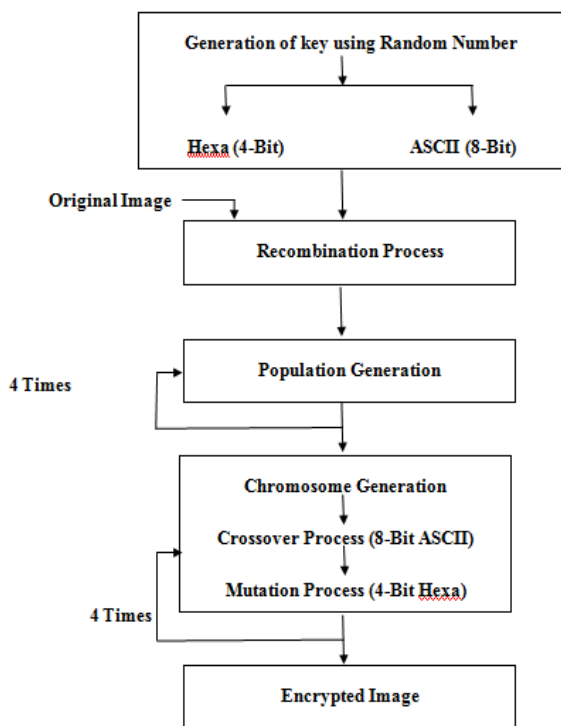 Generation of key using Random Number
Hexa (4-Bit)
ASCII (8-Bit)
Original Image
Recombination Process
Population Generation
4 Times
Chromosome Generation
Crossover Process (8-Bit ASCII)
Mutation Process (4-Bit Hexa)
4 Times
Encrypted Image